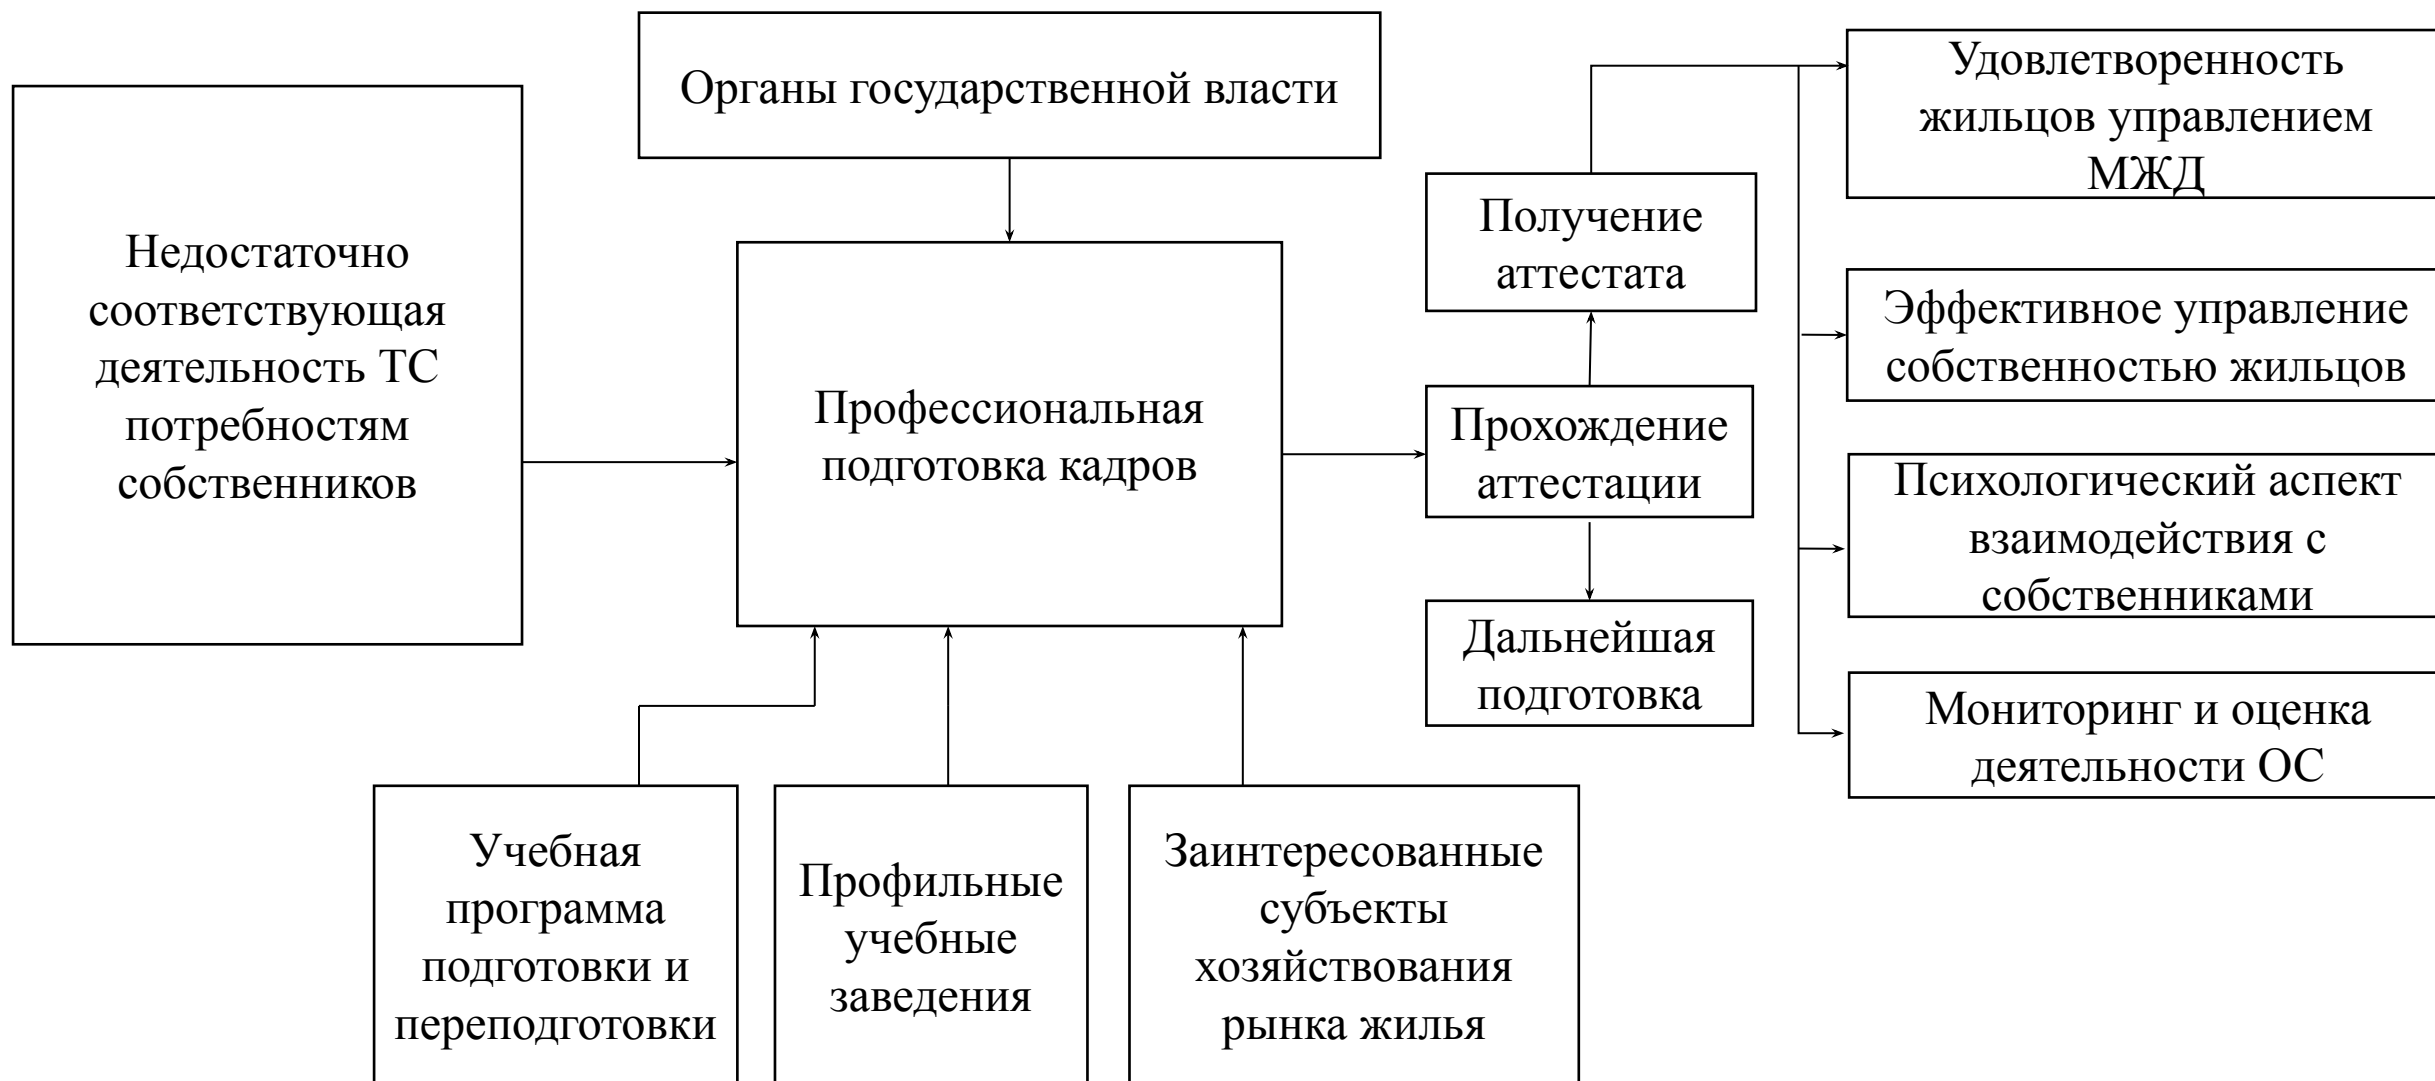 Недостаточно
соответствующая
деятельность ТС
потребностям
собственников
Органы государственной власти
Профессиональная
подготовка кадров
Учебная
программа
подготовки и
переподготовки
Профильные
учебные
заведения
Заинтересованные
субъекты
хозяйствования
рынка жилья
Получение
аттестата
Прохождение
аттестации
Дальнейшая
подготовка
Удовлетворенность
жильцов управлением
МЖД
Эффективное управление
собственностью жильцов
Психологический аспект
взаимодействия с
собственниками
Мониторинг и оценка
деятельности ОС